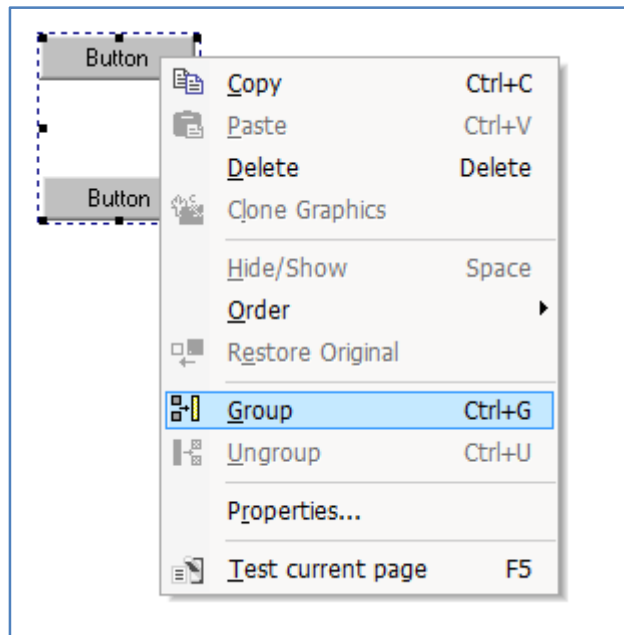 Button
Copy Ctrl+C
Paste Ctrl+V
Delete Delete
Button
Clone Graphics
Hide/Show Space
Order
Restore Original
Group Ctrl+G
Ungroup Ctrl+U
Properties...
Test current page F5